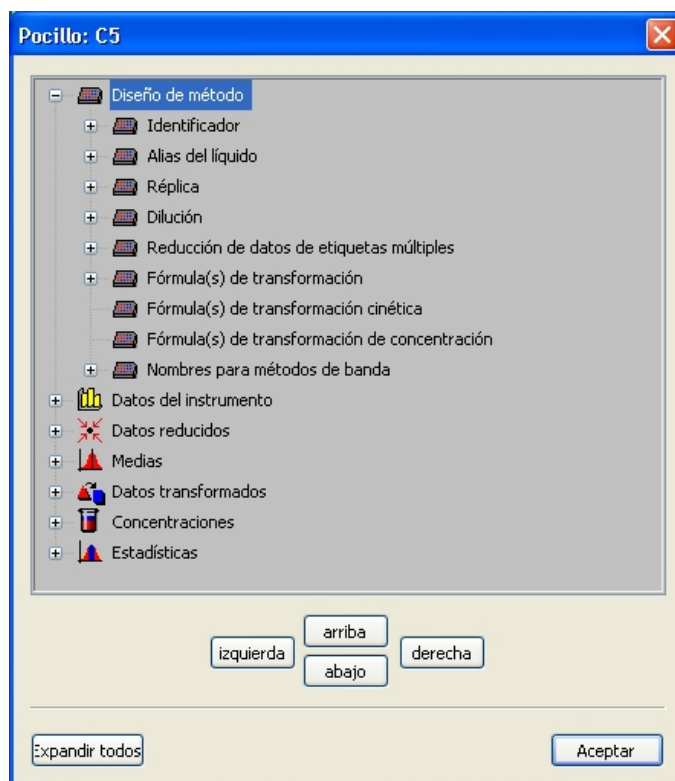 Pocillo: C5
Diseño de método
Identificador
Alias del líquido
Réplica
Dilución
Reducción de datos de etiquetas múltiples
Fórmula(s) de transformación
Fórmula(s) de transformación cinética
Fórmula(s) de transformación de concentración
Nombres para métodos de banda
Datos del instrumento
Datos reducidos
Medias
Datos transformados
Concentraciones
Estadísticas
arriba
izquierda derecha
abajo
Expandir todos Aceptar